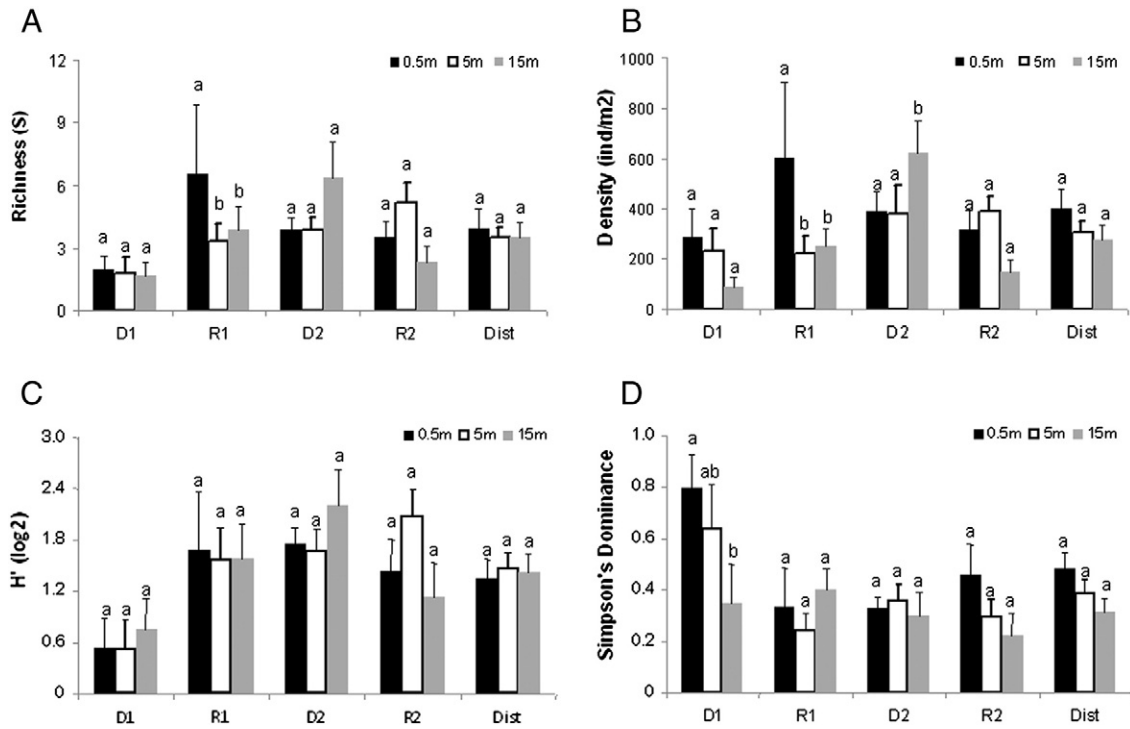 A
12
9
6
3
0
Richness (S)
0.5m 5m 15m
a a a
a b b
a a a
a a a
a a a
D1 R1 D2 R2 Dist
B
1000
800
600
400
200
0
Density (ind/m2)
0.5m 5m 15m
a a a
a b b
a a b
a a a
a a a
D1 R1 D2 R2 Dist
C
3.0
2.4
1.8
1.2
0.6
0
H' (log2)
0.5m 5m 15m
a a a
a a a
a a a
a a a
a a a
D1 R1 D2 R2 Dist
D
1.0
0.8
0.6
0.4
0.2
0
Simpson's Dominance
0.5m 5m 15m
a ab b
a a a
a a a
a a a
a a a
D1 R1 D2 R2 Dist